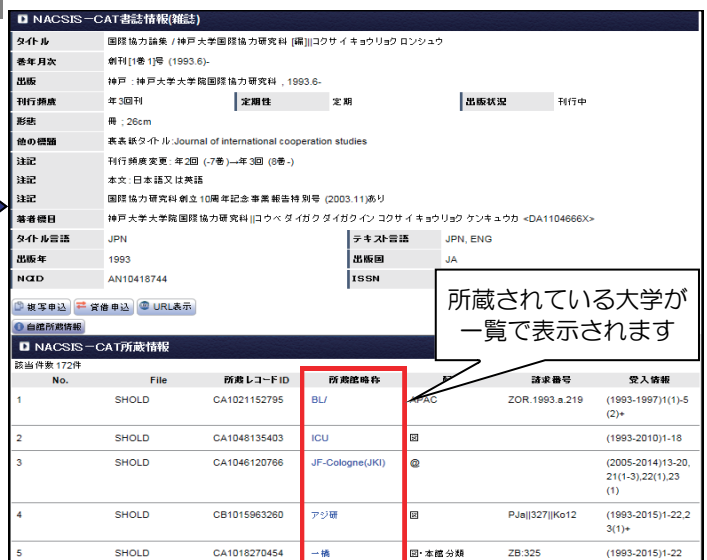 NACSIS-CAT書誌情報(雑誌)
タイトル 国際協力論集 / 神戸大学国際協力研究科 [編]||コクサイ キョウリョク ロンシュウ
巻年月次 創刊[1巻 1]号 (1993.6)-
出版 神戸 : 神戸大学大学院国際協力研究科 , 1993.6-
刊行頻度 年3回刊 定期性 定期 出版状況 刊行中
形態 冊 ; 26cm
他の標題 裏表紙タイトル:Journal of international cooperation studies
注記 刊行頻度変更: 年2回 (-7巻)→年3回 (8巻-)
注記 本文: 日本語又は英語
注記 国際協力研究科創立10周年記念事業報告特別号 (2003.11)あり
著者標目 神戸大学大学院国際協力研究科||コウベ ダイガク ダイガクイン コクサイ キョウリョク ケンキュウカ <DA1104666X>
タイトル言語 JPN テキスト言語 JPN, ENG
出版年 1993 出版国 JA
NCID AN10418744 ISSN
複写申込 貸借申込 URL表示
自館所蔵情報
所蔵されている大学が
一覧で表示されます
NACSIS-CAT所蔵情報
該当件数 172件
No. File 所蔵レコードID 所蔵館略称 請求番号 受入情報
1 SHOLD CA1021152795 BL/ APAC ZOR.1993.a.219 (1993-1997)1(1)-5
(2)+
2 SHOLD CA1048135403 ICU 図 (1993-2010)1-18
3 SHOLD CA1046120766 JF-Cologne(JKI) @ (2005-2014)13-20,
21(1-3),22(1),23
(1)
4 SHOLD CB1015963260 アジ研 図 PJa||327||Ko12 (1993-2015)1-22,2
3(1)+
5 SHOLD CA1018270454 一橋 図・本館分類 ZB:325 (1993-2015)1-22